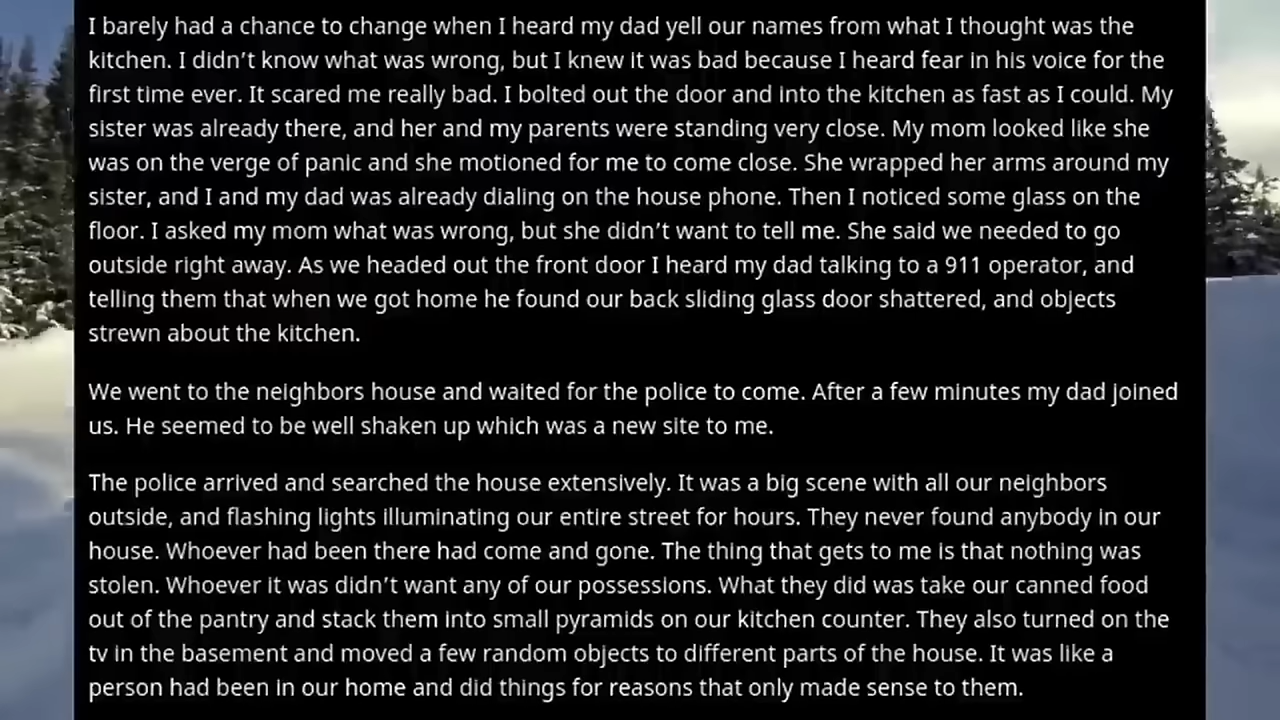 I barely had a chance to change when I heard my dad yell our names from what I thought was the
kitchen. I didn’t know what was wrong, but I knew it was bad because I heard fear in his voice for the
first time ever. It scared me really bad. I bolted out the door and into the kitchen as fast as I could. My
sister was already there, and her and my parents were standing very close. My mom looked like she
was on the verge of panic and she motioned for me to come close. She wrapped her arms around my
sister, and I and my dad was already dialing on the house phone. Then I noticed some glass on the
floor. I asked my mom what was wrong, but she didn’t want to tell me. She said we needed to go
outside right away. As we headed out the front door I heard my dad talking to a 911 operator, and
telling them that when we got home he found our back sliding glass door shattered, and objects
strewn about the kitchen.
We went to the neighbors house and waited for the police to come. After a few minutes my dad joined
us. He seemed to be well shaken up which was a new site to me.
The police arrived and searched the house extensively. It was a big scene with all our neighbors
outside, and flashing lights illuminating our entire street for hours. They never found anybody in our
house. Whoever had been there had come and gone. The thing that gets to me is that nothing was
stolen. Whoever it was didn’t want any of our possessions. What they did was take our canned food
out of the pantry and stack them into small pyramids on our kitchen counter. They also turned on the
tv in the basement and moved a few random objects to different parts of the house. It was like a
person had been in our home and did things for reasons that only made sense to them.